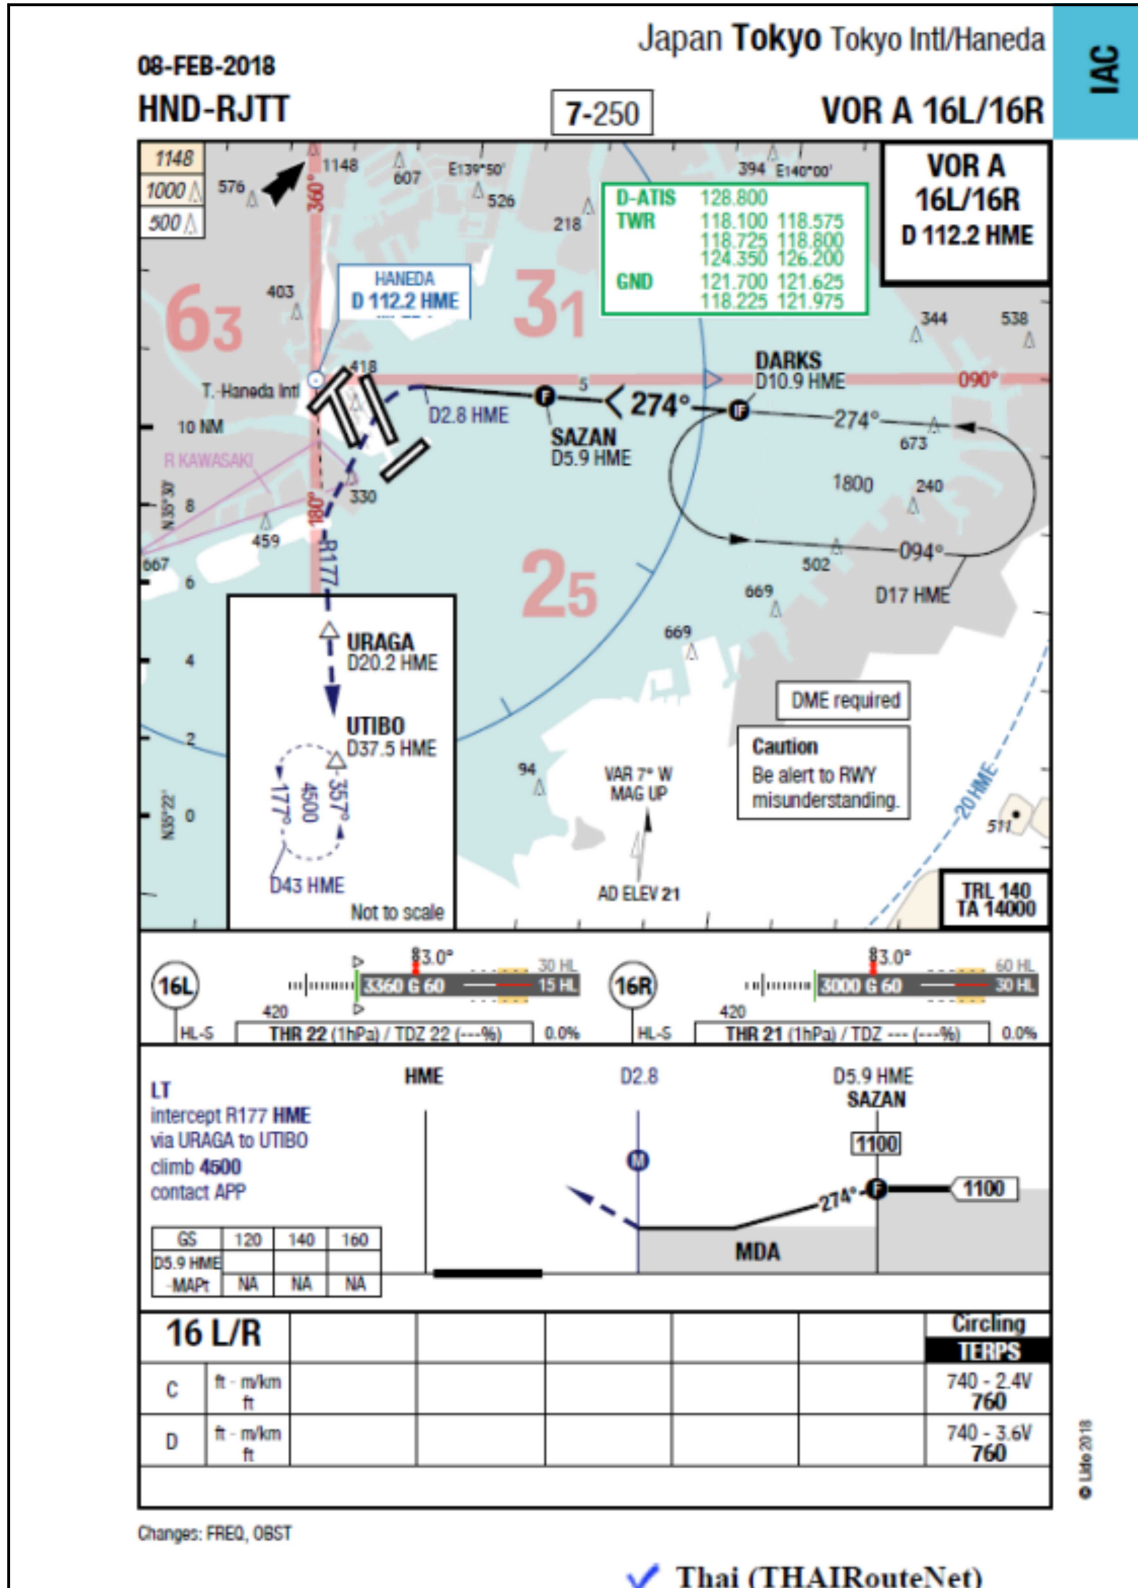 Japan Tokyo Tokyo Intl/Haneda
IAC
08-FEB-2018
HND-RJTT
7-250
VOR A 16L/16R
1148
1000
500
576
360°
1148
607
E139°50'
526
218
394
E140°00'
D-ATIS 128.800
TWR 118.100 118.575
118.725 118.800
124.350 126.200
GND 121.700 121.625
118.225 121.975
VOR A
16L/16R
D 112.2 HME
HANEDA
D 112.2 HME
63
31
403
344
538
418
T.-Haneda Intl
DARKS
D10.9 HME
090°
5
D2.8 HME
F
274°
IF
274°
SAZAN
D5.9 HME
673
10 NM
R KAWASAKI
330
1800
240
N35°30'
8
180°
459
667
R177
094°
502
D17 HME
6
25
669
669
URAGA
D20.2 HME
4
UTIBO
D37.5 HME
2
DME required
Caution
Be alert to RWY
misunderstanding.
94
VAR 7° W
MAG UP
20 HME
511
177°
4500
357°
N35°22'
0
D43 HME
AD ELEV 21
Not to scale
TRL 140
TA 14000
16L
83.0°
30 HL
3360 G 60
15 HL
420
HL-S
THR 22 (1hPa) / TDZ 22 (---%)
0.0%
16R
83.0°
60 HL
3000 G 60
30 HL
420
HL-S
THR 21 (1hPa) / TDZ --- (---%)
0.0%
LT
intercept R177 HME
via URAGA to UTIBO
climb 4500
contact APP
HME
D2.8
D5.9 HME
SAZAN
1100
M
274°
F
1100
MDA
GS 120 140 160
D5.9 HME
-MAPt NA NA NA
16 L/R
Circling
TERPS
C
ft - m/km
ft
740 - 2.4V
760
D
ft - m/km
ft
740 - 3.6V
760
© Lido 2018
Changes: FREQ, OBST
Thai (THAIRouteNet)